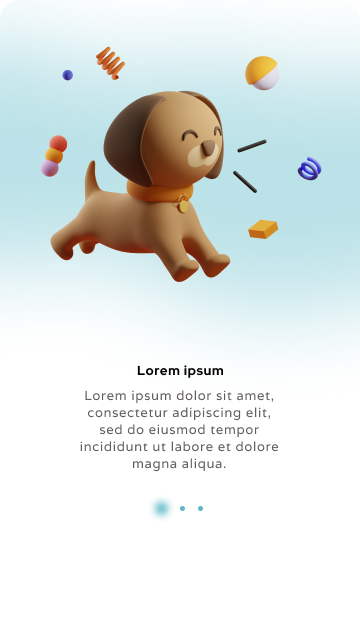 Lorem ipsum
Lorem ipsum dolor sit amet,
consectetur adipiscing elit,
sed do eiusmod tempor
incididunt ut labore et dolore
magna aliqua.